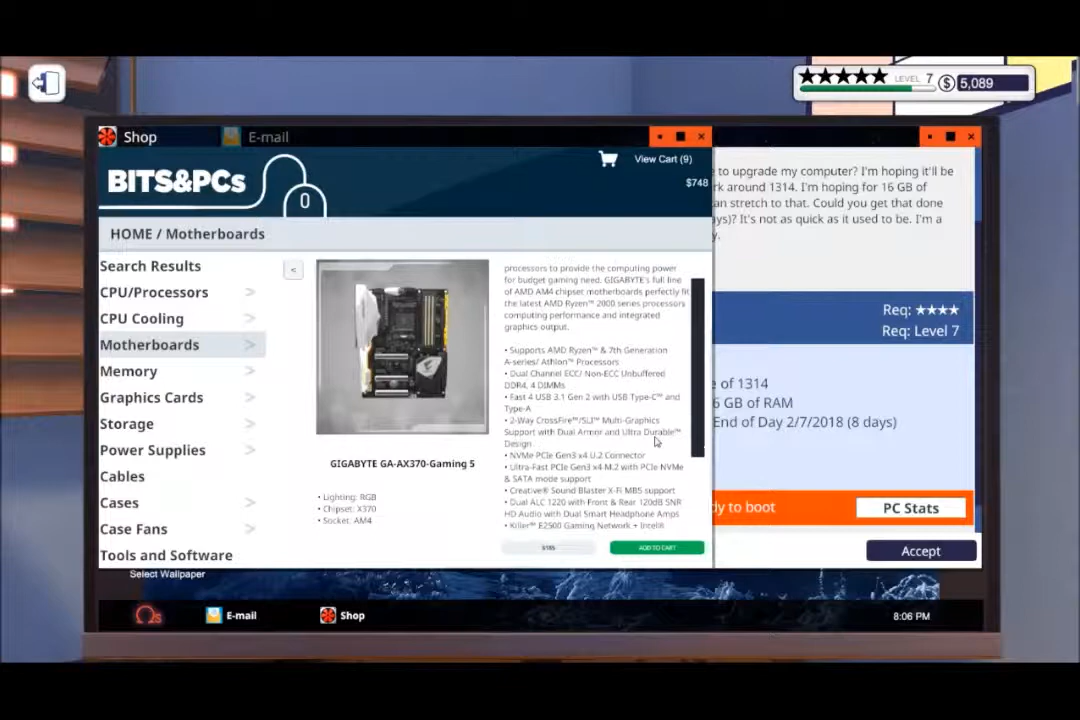 ★★★★★ LEVEL 7 $ 5,089
Shop
E-mail
BITS&PCs
View Cart (9)
$748
HOME / Motherboards
Search Results
CPU/Processors >
CPU Cooling >
Motherboards >
Memory >
Graphics Cards >
Storage >
Power Supplies >
Cables
Cases >
Case Fans >
Tools and Software
<
GIGABYTE GA-AX370-Gaming 5
• Lighting: RGB
• Chipset: X370
• Socket: AM4
processors to provide the computing power
for budget gaming need. GIGABYTE's full line
of AMD AM4 chipset motherboards perfectly fit
the latest AMD Ryzen™ 2000 series processors
computing performance and integrated
graphics output.
• Supports AMD Ryzen™ & 7th Generation
A-series/ Athlon™ Processors
• Dual Channel ECC/ Non-ECC Unbuffered
DDR4, 4 DIMMs
• Fast 4 USB 3.1 Gen 2 with USB Type-C™ and
Type-A
• 2-Way CrossFire™/SLI™ Multi-Graphics
Support with Dual Armor and Ultra Durable™
Design
• NVMe PCIe Gen3 x4 U.2 Connector
• Ultra-Fast PCIe Gen3 x4 M.2 with PCIe NVMe
& SATA mode support
• Creative® Sound Blaster X-Fi MB5 support
• Dual ALC 1220 with Front & Rear 120dB SNR
HD Audio with Dual Smart Headphone Amps
• Killer™ E2500 Gaming Network + Intel®
$185
ADD TO CART
to upgrade my computer? I'm hoping it'll be
rk around 1314. I'm hoping for 16 GB of
an stretch to that. Could you get that done
ays)? It's not as quick as it used to be. I'm a
y.
Req: ★★★★
Req: Level 7
e of 1314
6 GB of RAM
End of Day 2/7/2018 (8 days)
dy to boot
PC Stats
Accept
Select Wallpaper
E-mail
Shop
8:06 PM